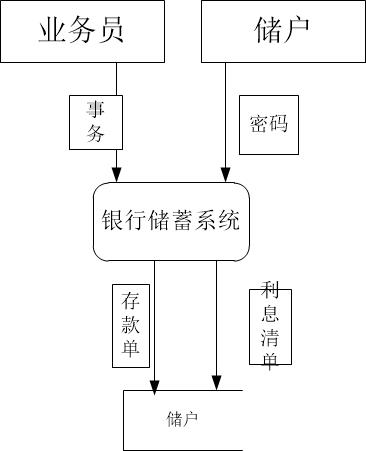 业务员
储户
事
务
密码
银行储蓄系统
存
款
单
利
息
清
单
储户